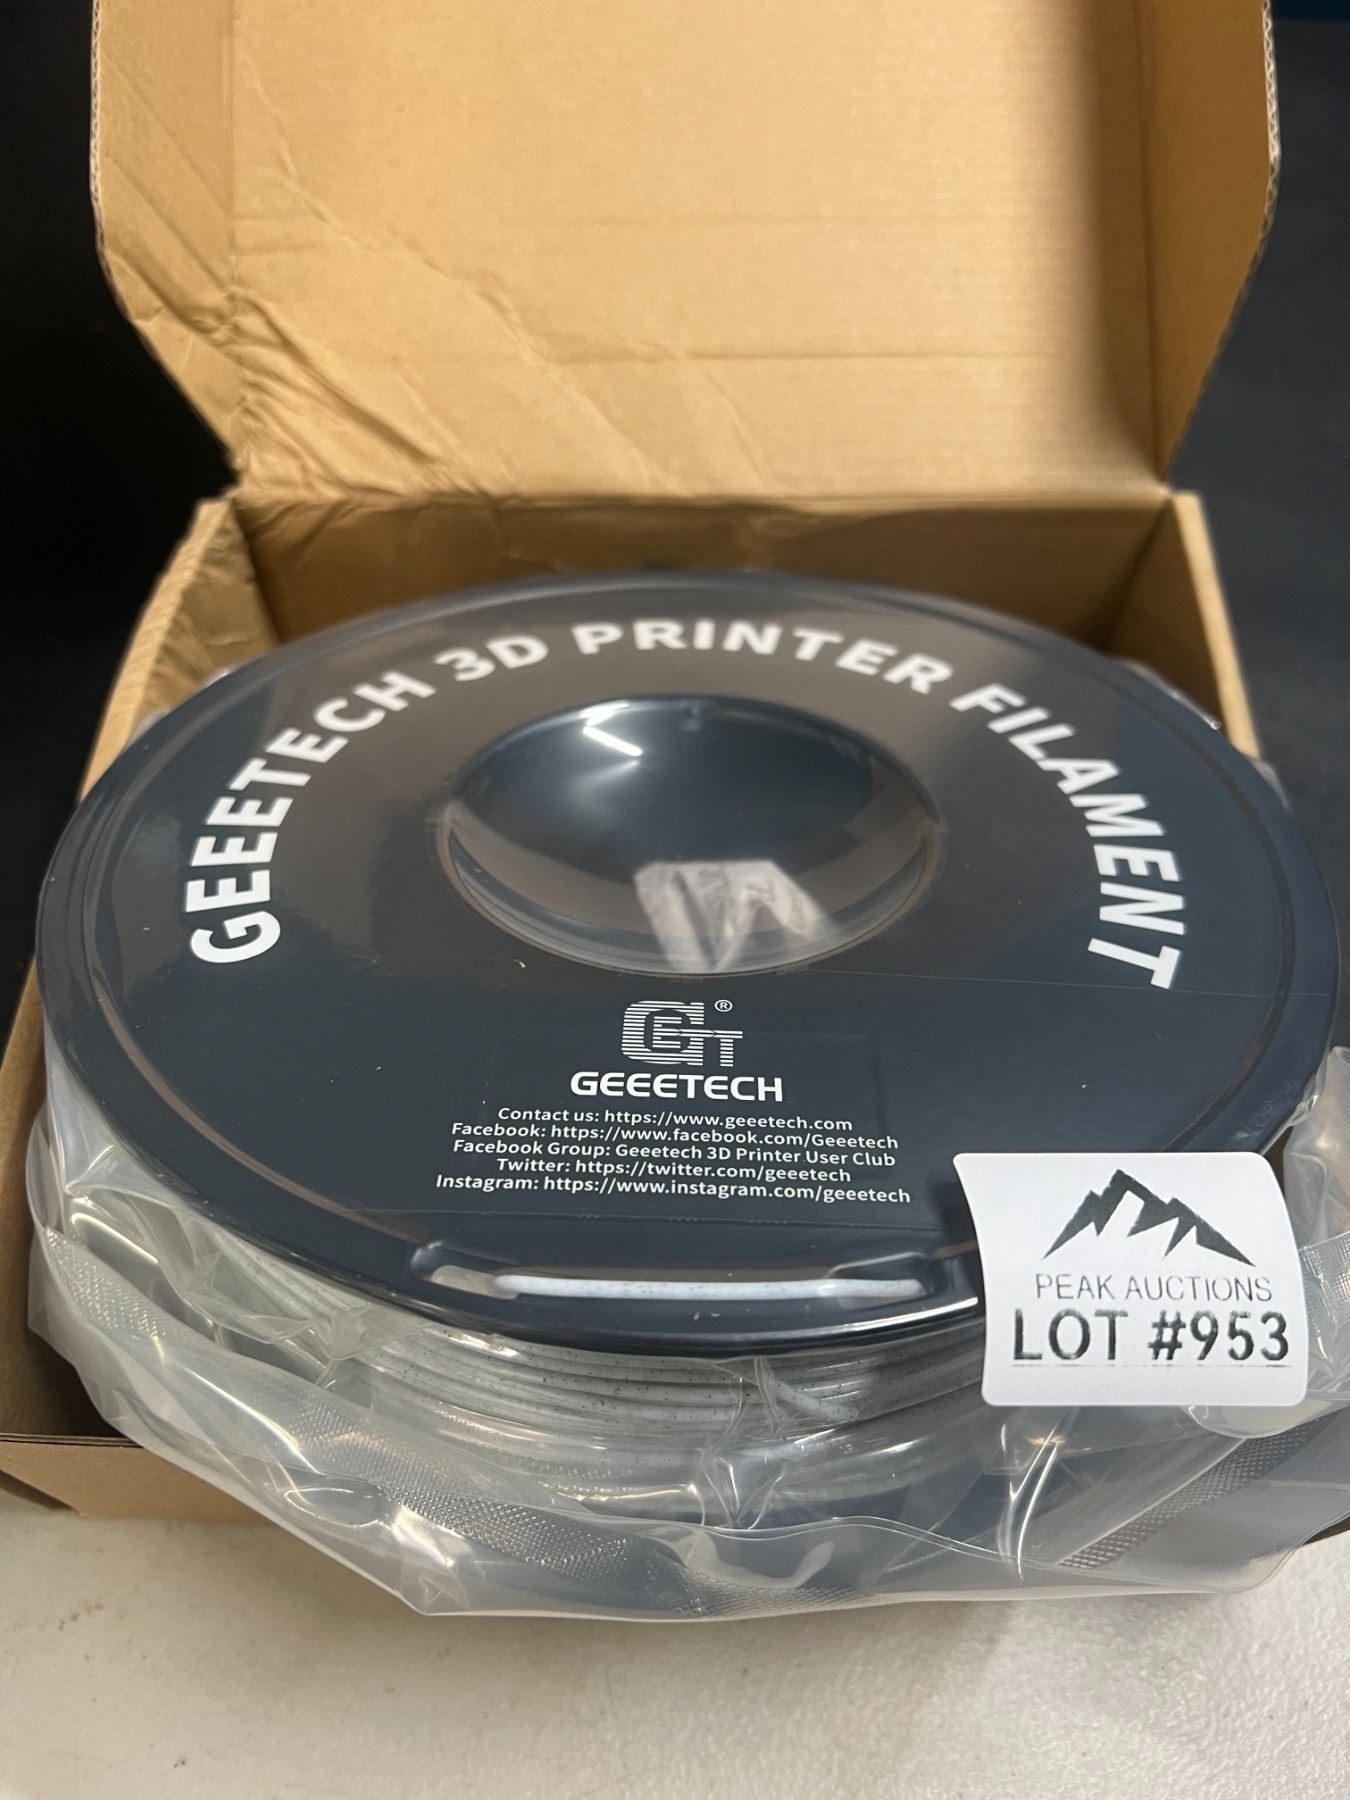 GEEETECH 3D PRINTER FILAMENT
GETT ®
GEEETECH
Contact us: https://www.geeetech.com
Facebook: https://www.facebook.com/Geeetech
Facebook Group: Geeetech 3D Printer User Club
Twitter: https://twitter.com/geeetech
Instagram: https://www.instagram.com/geeetech
PEAK AUCTIONS
LOT #953